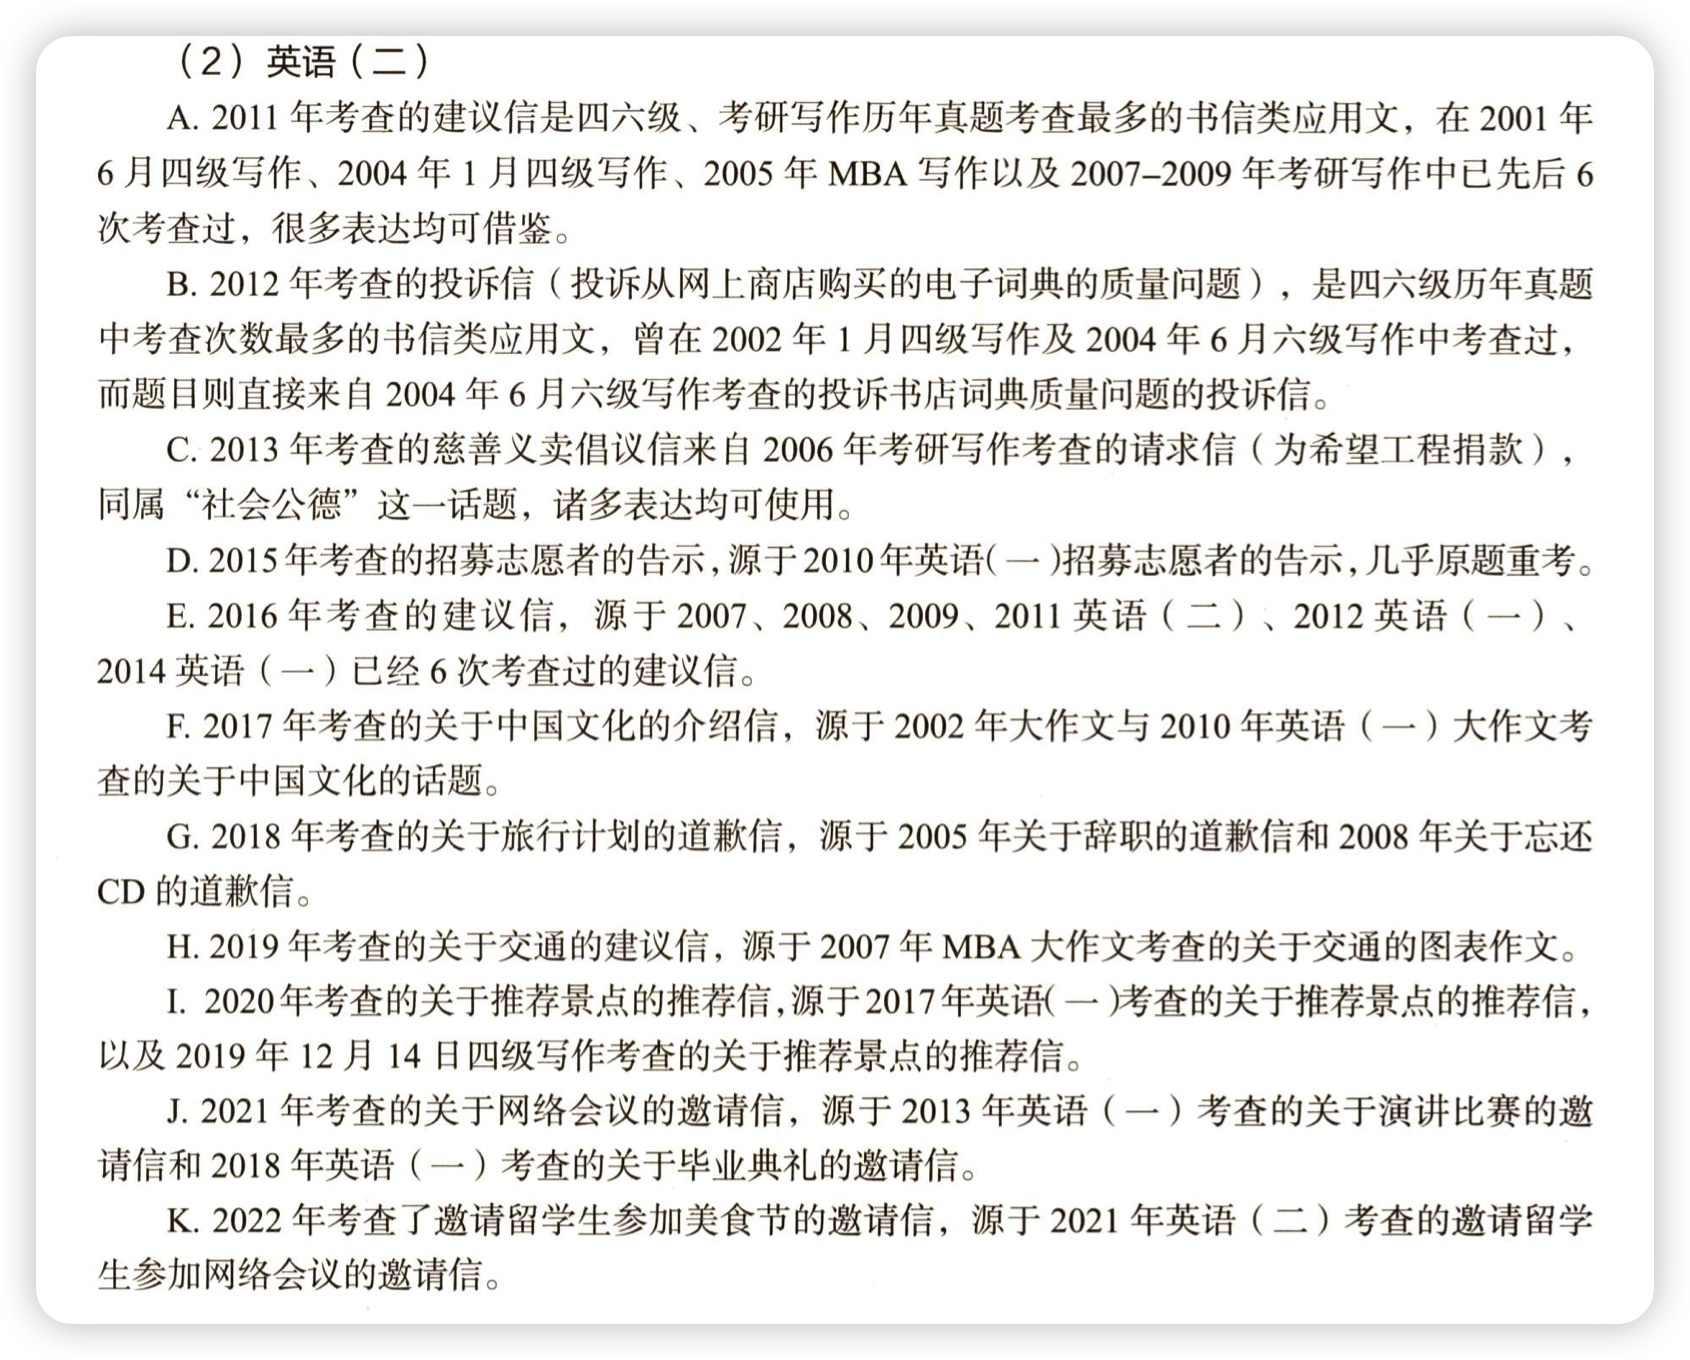 （2）英语（二）
A. 2011 年考查的建议信是四六级、考研写作历年真题考查最多的书信类应用文，在 2001 年
6 月四级写作、2004 年 1 月四级写作、2005 年 MBA 写作以及 2007–2009 年考研写作中已先后 6
次考查过，很多表达均可借鉴。
B. 2012 年考查的投诉信（投诉从网上商店购买的电子词典的质量问题），是四六级历年真题
中考查次数最多的书信类应用文，曾在 2002 年 1 月四级写作及 2004 年 6 月六级写作中考查过，
而题目则直接来自 2004 年 6 月六级写作考查的投诉书店词典质量问题的投诉信。
C. 2013 年考查的慈善义卖倡议信来自 2006 年考研写作考查的请求信（为希望工程捐款），
同属“社会公德”这一话题，诸多表达均可使用。
D. 2015年考查的招募志愿者的告示,源于2010年英语(一)招募志愿者的告示,几乎原题重考。
E. 2016 年考查的建议信，源于 2007、2008、2009、2011 英语（二）、2012 英语（一）、
2014 英语（一）已经 6 次考查过的建议信。
F. 2017 年考查的关于中国文化的介绍信，源于 2002 年大作文与 2010 年英语（一）大作文考
查的关于中国文化的话题。
G. 2018 年考查的关于旅行计划的道歉信，源于 2005 年关于辞职的道歉信和 2008 年关于忘还
CD 的道歉信。
H. 2019 年考查的关于交通的建议信，源于 2007 年 MBA 大作文考查的关于交通的图表作文。
I. 2020年考查的关于推荐景点的推荐信,源于2017年英语(一)考查的关于推荐景点的推荐信,
以及 2019 年 12 月 14 日四级写作考查的关于推荐景点的推荐信。
J. 2021 年考查的关于网络会议的邀请信，源于 2013 年英语（一）考查的关于演讲比赛的邀
请信和 2018 年英语（一）考查的关于毕业典礼的邀请信。
K. 2022 年考查了邀请留学生参加美食节的邀请信，源于 2021 年英语（二）考查的邀请留学
生参加网络会议的邀请信。